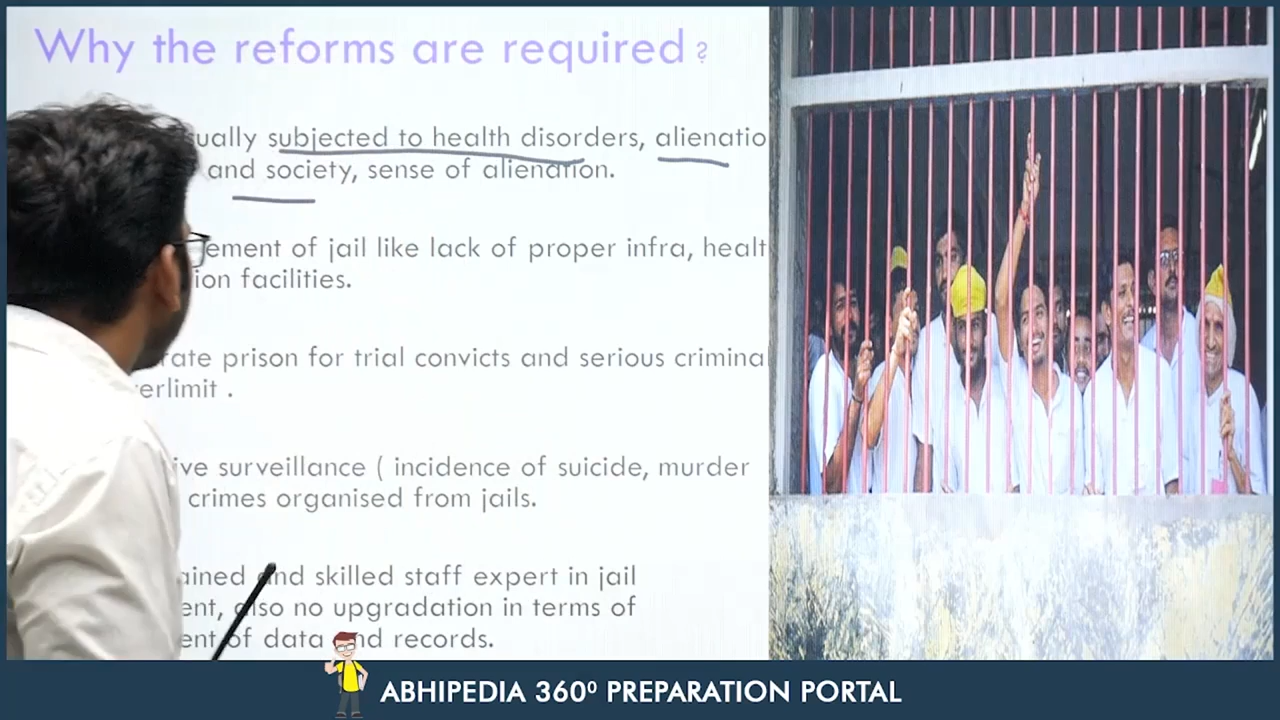 Why the reforms are required ?
ually subjected to health disorders, alienatio
and society, sense of alienation.
ement of jail like lack of proper infra, healt
ion facilities.
rate prison for trial convicts and serious criminal
erlimit .
ive surveillance ( incidence of suicide, murder
crimes organised from jails.
ained and skilled staff expert in jail
ent, also no upgradation in terms of
ent of data and records.
ABHIPEDIA 360⁰ PREPARATION PORTAL